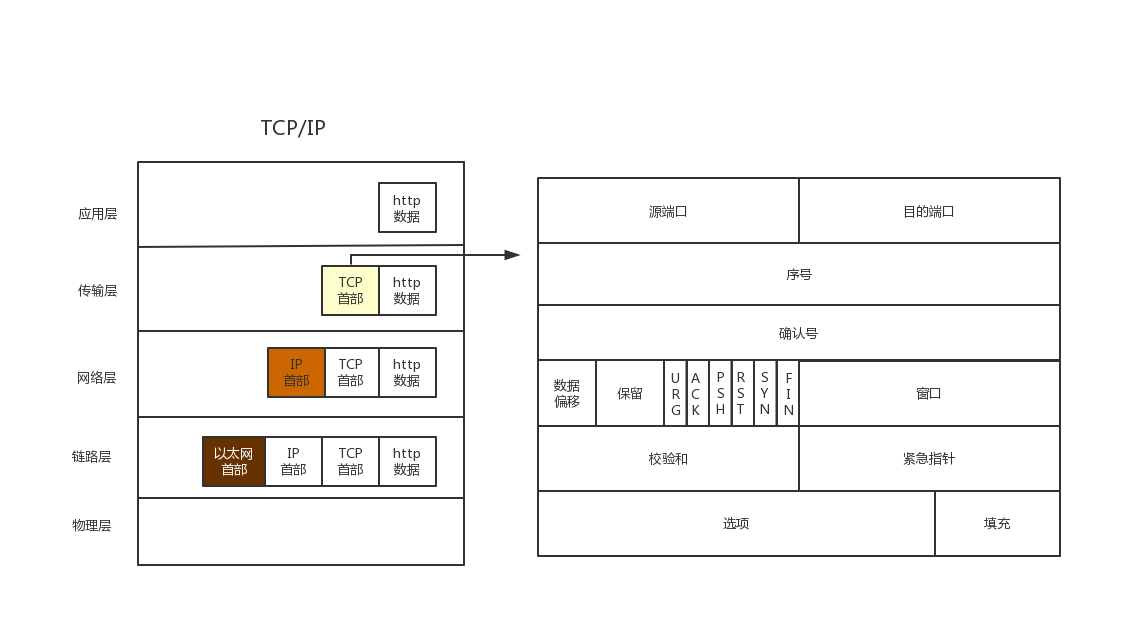 TCP/IP
应用层
http
数据
传输层
TCP
首部
http
数据
网络层
IP
首部
TCP
首部
http
数据
链路层
以太网
首部
IP
首部
TCP
首部
http
数据
物理层
源端口
目的端口
序号
确认号
数据
偏移
保留
URG
ACK
PSH
RST
SYN
FIN
窗口
校验和
紧急指针
选项
填充